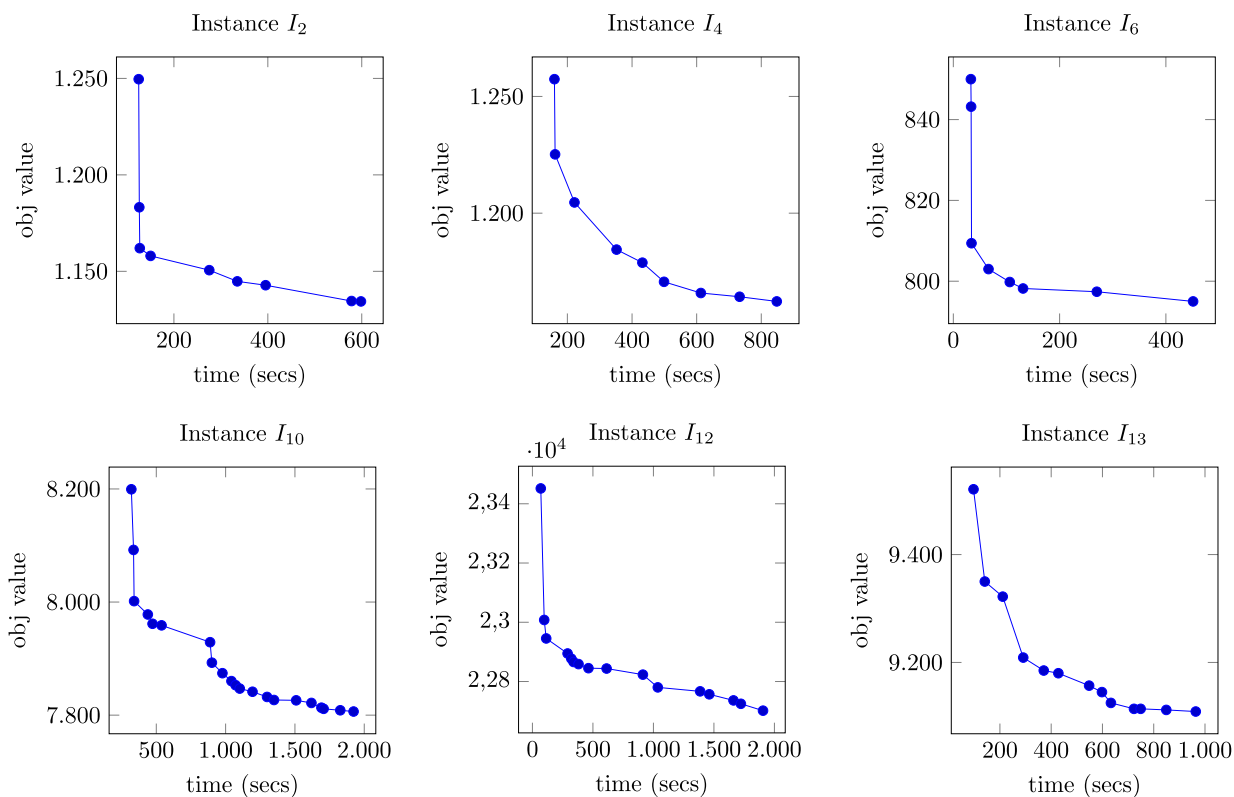 Instance I2
Instance I4
Instance I6
obj value
1.250
1.200
1.150
200
400
600
time (secs)
obj value
1.250
1.200
200
400
600
800
time (secs)
obj value
840
820
800
0
200
400
time (secs)
Instance I10
Instance I12
Instance I13
obj value
8.200
8.000
7.800
500
1.000
1.500
2.000
time (secs)
·10^4
obj value
2,34
2,32
2,3
2,28
0
500
1.000
1.500
2.000
time (secs)
obj value
9.400
9.200
200
400
600
800
1.000
time (secs)